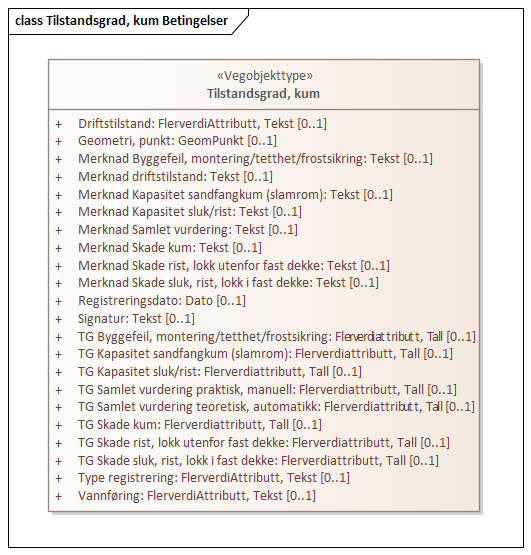 class Tilstandsgrad, kum Betingelser
«Vegobjekttype»
Tilstandsgrad, kum
+ Driftstilstand: FlerverdiAttributt, Tekst [0..1]
+ Geometri, punkt: GeomPunkt [0..1]
+ Merknad Byggefeil, montering/tetthet/frostsikring: Tekst [0..1]
+ Merknad driftstilstand: Tekst [0..1]
+ Merknad Kapasitet sandfangkum (slamrom): Tekst [0..1]
+ Merknad Kapasitet sluk/rist: Tekst [0..1]
+ Merknad Samlet vurdering: Tekst [0..1]
+ Merknad Skade kum: Tekst [0..1]
+ Merknad Skade rist, lokk utenfor fast dekke: Tekst [0..1]
+ Merknad Skade sluk, rist, lokk i fast dekke: Tekst [0..1]
+ Registreringsdato: Dato [0..1]
+ Signatur: Tekst [0..1]
+ TG Byggefeil, montering/tetthet/frostsikring: Flerverdiattributt, Tall [0..1]
+ TG Kapasitet sandfangkum (slamrom): Flerverdiattributt, Tall [0..1]
+ TG Kapasitet sluk/rist: Flerverdiattributt, Tall [0..1]
+ TG Samlet vurdering praktisk, manuell: Flerverdiattributt, Tall [0..1]
+ TG Samlet vurdering teoretisk, automatikk: Flerverdiattributt, Tall [0..1]
+ TG Skade kum: Flerverdiattributt, Tall [0..1]
+ TG Skade rist, lokk utenfor fast dekke: Flerverdiattributt, Tall [0..1]
+ TG Skade sluk, rist, lokk i fast dekke: Flerverdiattributt, Tall [0..1]
+ Type registrering: FlerverdiAttributt, Tekst [0..1]
+ Vannføring: FlerverdiAttributt, Tekst [0..1]